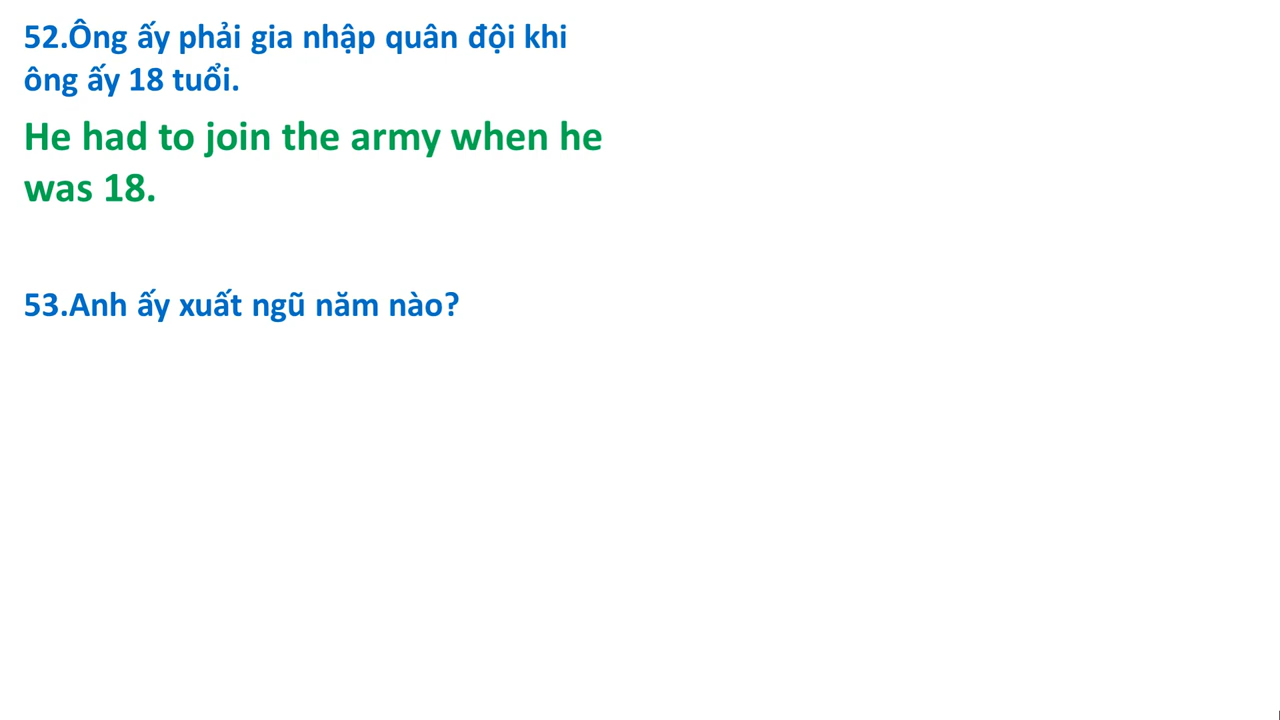 52.Ông ấy phải gia nhập quân đội khi
ông ấy 18 tuổi.
He had to join the army when he
was 18.
53.Anh ấy xuất ngũ năm nào?